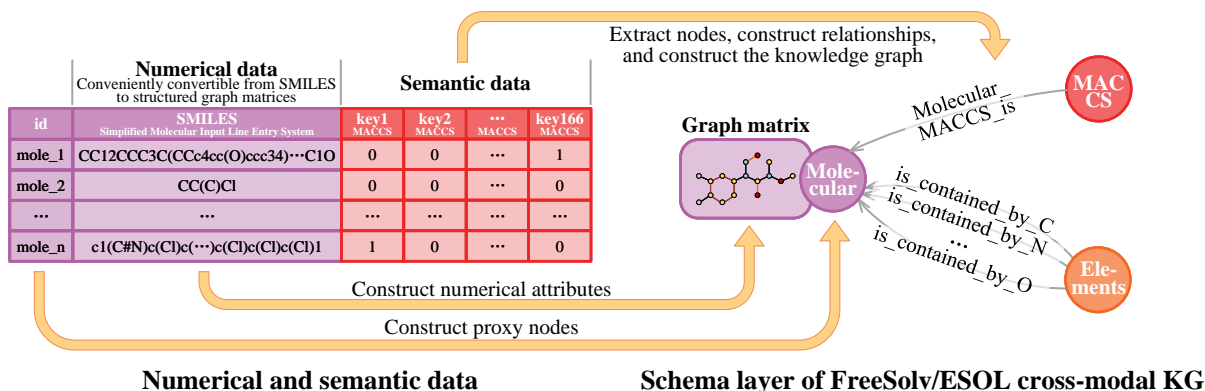 Extract nodes, construct relationships,
and construct the knowledge graph
Numerical data
Conveniently convertible from SMILES
to structured graph matrices
Semantic data
id
SMILES
Simplified Molecular Input Line Entry System
key1
MACCS
key2
MACCS
...
MACCS
key166
MACCS
mole_1
CC12CCC3C(CCc4cc(O)ccc34)···C1O
0
0
...
1
mole_2
CC(C)Cl
0
0
...
0
...
...
...
...
...
...
mole_n
c1(C#N)c(Cl)c(···)c(Cl)c(Cl)c(Cl)1
1
0
...
0
Graph matrix
Mole-
cular
MAC
CS
Molecular_
MACCS_is
is_contained_by_C
is_contained_by_N
...
is_contained_by_O
Ele-
ments
Construct numerical attributes
Construct proxy nodes
Numerical and semantic data
Schema layer of FreeSolv/ESOL cross-modal KG